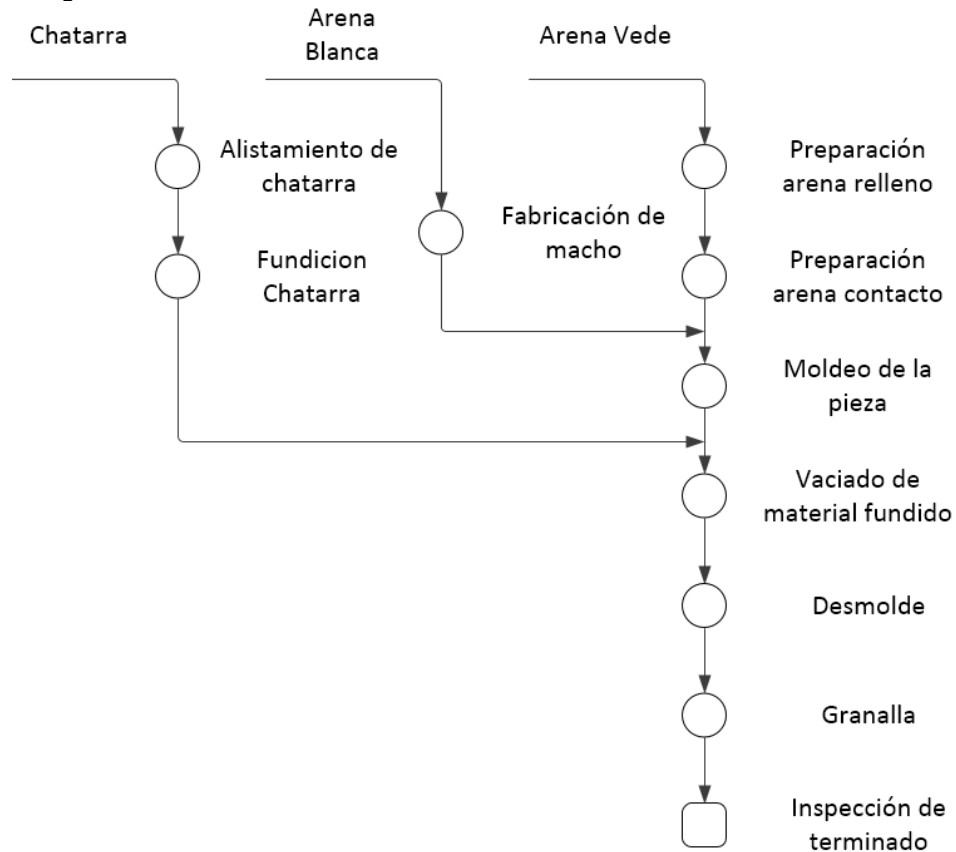 Chatarra
Arena
Blanca
Arena Vede
Alistamiento de
chatarra
Fundicion
Chatarra
Fabricación de
macho
Preparación
arena relleno
Preparación
arena contacto
Moldeo de la
pieza
Vaciado de
material fundido
Desmolde
Granalla
Inspección de
terminado